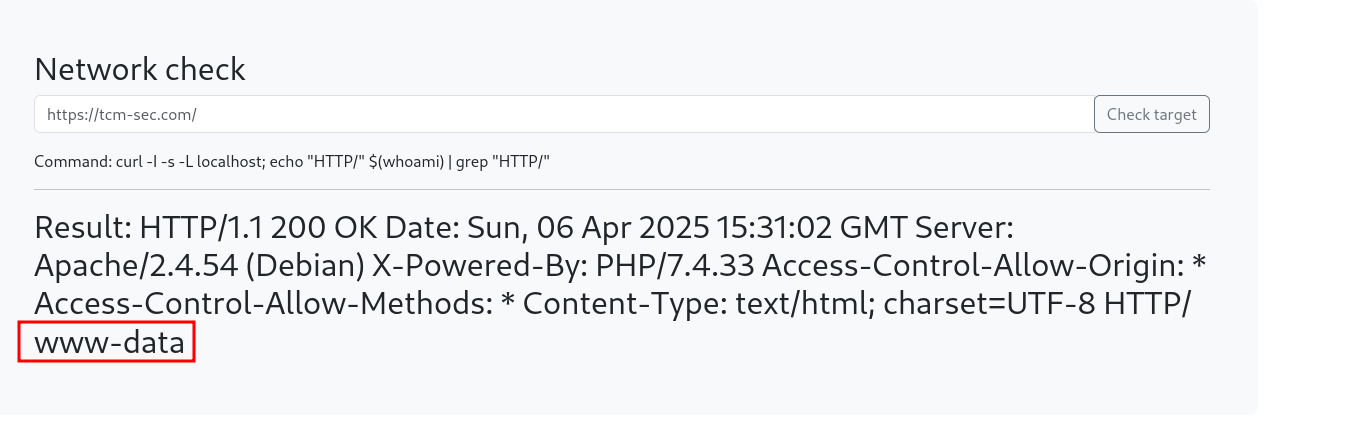 Network check
https://tcm-sec.com/
Check target
Command: curl -I -s -L localhost; echo "HTTP/" $(whoami) | grep "HTTP/"
Result: HTTP/1.1 200 OK Date: Sun, 06 Apr 2025 15:31:02 GMT Server:
Apache/2.4.54 (Debian) X-Powered-By: PHP/7.4.33 Access-Control-Allow-Origin: *
Access-Control-Allow-Methods: * Content-Type: text/html; charset=UTF-8 HTTP/
www-data